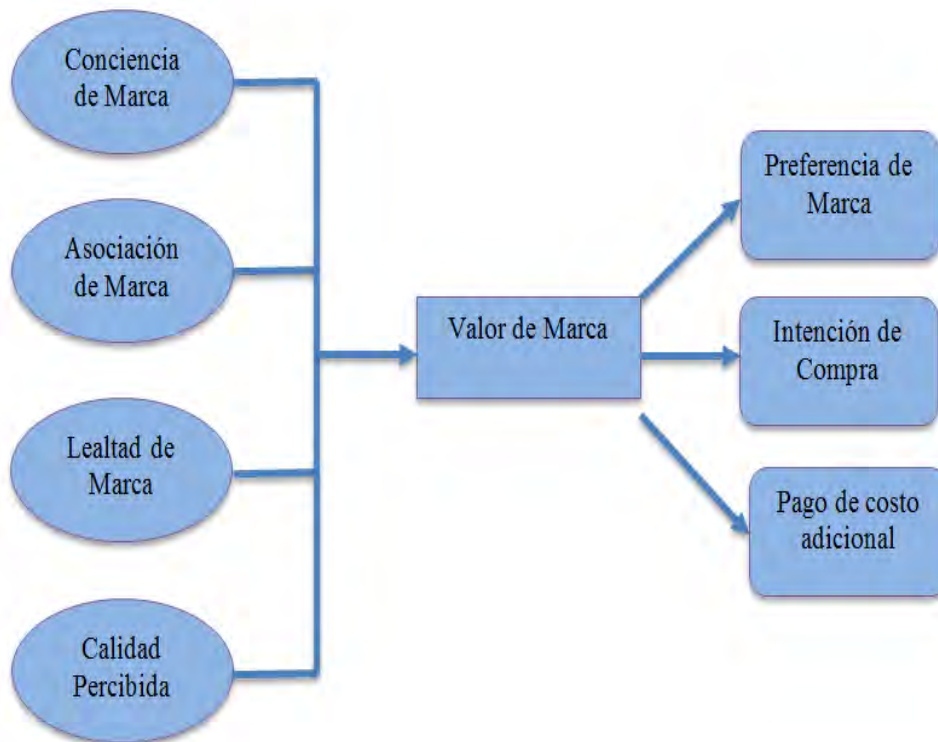 Conciencia
de Marca
Asociación
de Marca
Lealtad de
Marca
Calidad
Percibida
Valor de Marca
Preferencia de
Marca
Intención de
Compra
Pago de costo
adicional